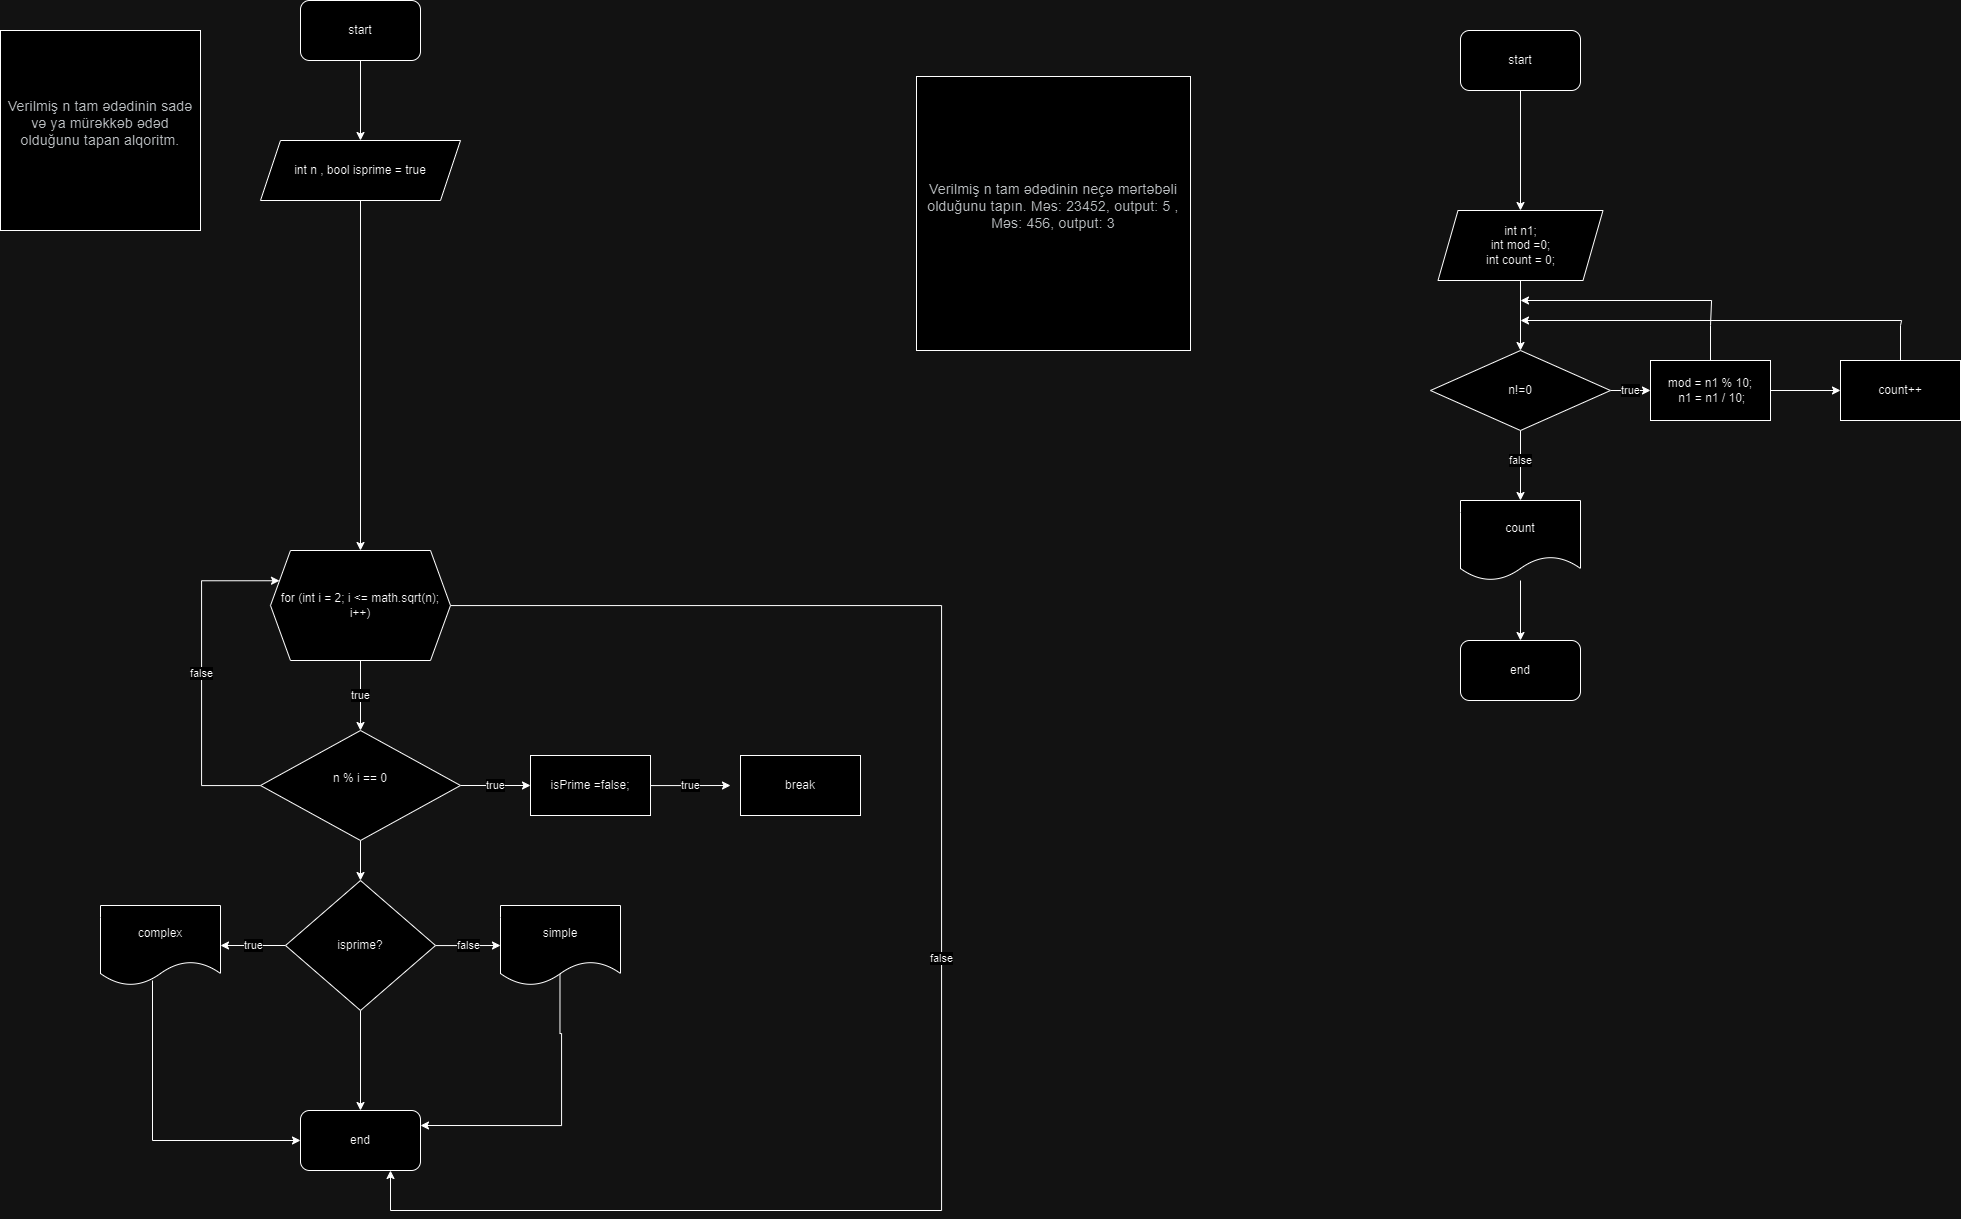 Verilmiş n tam ədədinin sadə
və ya mürəkkəb ədəd
olduğunu tapan alqoritm.
start
int n , bool isprime = true
for (int i = 2; i <= math.sqrt(n);
i++)
false
true
n % i == 0
true
isPrime =false;
true
break
complex
true
isprime?
false
simple
false
end
Verilmiş n tam ədədinin neçə mərtəbəli
olduğunu tapın. Məs: 23452, output: 5 ,
Məs: 456, output: 3
start
int n1;
int mod =0;
int count = 0;
n!=0
true
mod = n1 % 10;
n1 = n1 / 10;
count++
false
count
end